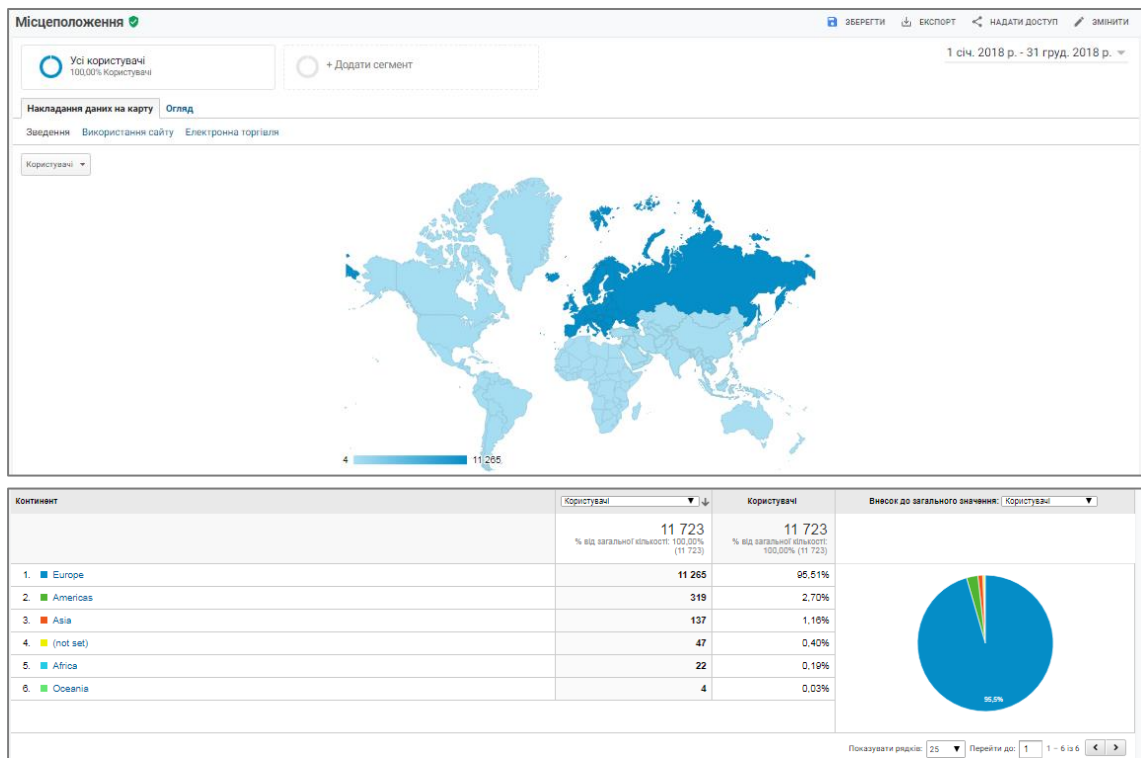 Місцеположення
ЗБЕРЕГТИ ЕКСПОРТ НАДАТИ ДОСТУП ЗМІНИТИ
1 січ. 2018 р. - 31 груд. 2018 р.
Усі користувачі
100,00% Користувачі
+ Додати сегмент
Накладання даних на карту Огляд
Зведення Використання сайту Електронна торгівля
Користувачі
4 11 265
Континент Користувачі Користувачі Внесок до загального значення: Користувачі
11 723 11 723
% від загальної кількості: 100,00% (11 723) % від загальної кількості: 100,00% (11 723)
1. Europe 11 265 95,51%
2. Americas 319 2,70%
3. Asia 137 1,16%
4. (not set) 47 0,40%
5. Africa 22 0,19%
6. Oceania 4 0,03%
95,5%
Показувати рядків: 25 Перейти до: 1 1 – 6 із 6